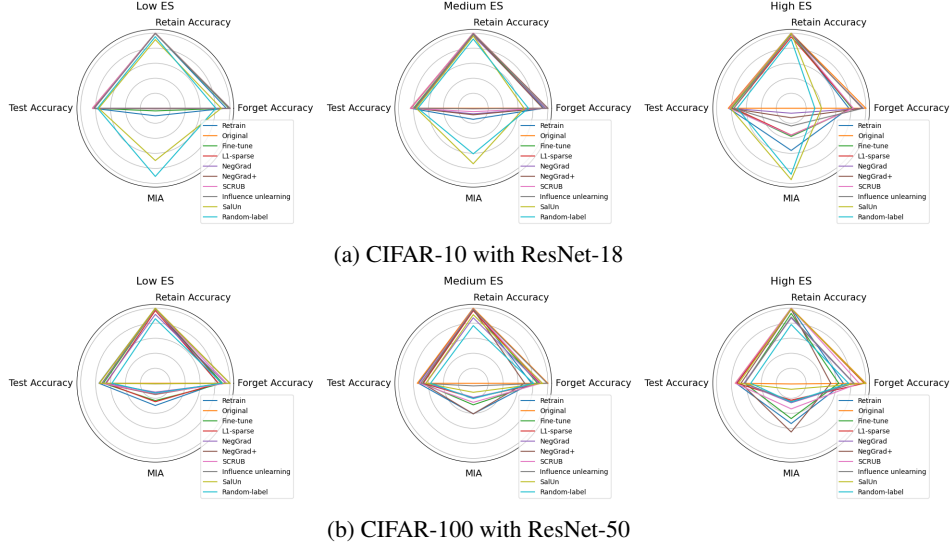 Low ES
Medium ES
High ES
Retain Accuracy
Retain Accuracy
Retain Accuracy
Test Accuracy
Forget Accuracy
Test Accuracy
Forget Accuracy
Test Accuracy
Forget Accuracy
Retrain
Original
Fine-tune
L1-sparse
NegGrad
NegGrad+
SCRUB
Influence unlearning
SalUn
Random-label
Retrain
Original
Fine-tune
L1-sparse
NegGrad
NegGrad+
SCRUB
Influence unlearning
SalUn
Random-label
Retrain
Original
Fine-tune
L1-sparse
NegGrad
NegGrad+
SCRUB
Influence unlearning
SalUn
Random-label
MIA
MIA
MIA
(a) CIFAR-10 with ResNet-18
Low ES
Medium ES
High ES
Retain Accuracy
Retain Accuracy
Retain Accuracy
Test Accuracy
Forget Accuracy
Test Accuracy
Forget Accuracy
Test Accuracy
Forget Accuracy
Retrain
Original
Fine-tune
L1-sparse
NegGrad
NegGrad+
SCRUB
Influence unlearning
SalUn
Random-label
Retrain
Original
Fine-tune
L1-sparse
NegGrad
NegGrad+
SCRUB
Influence unlearning
SalUn
Random-label
Retrain
Original
Fine-tune
L1-sparse
NegGrad
NegGrad+
SCRUB
Influence unlearning
SalUn
Random-label
MIA
MIA
MIA
(b) CIFAR-100 with ResNet-50